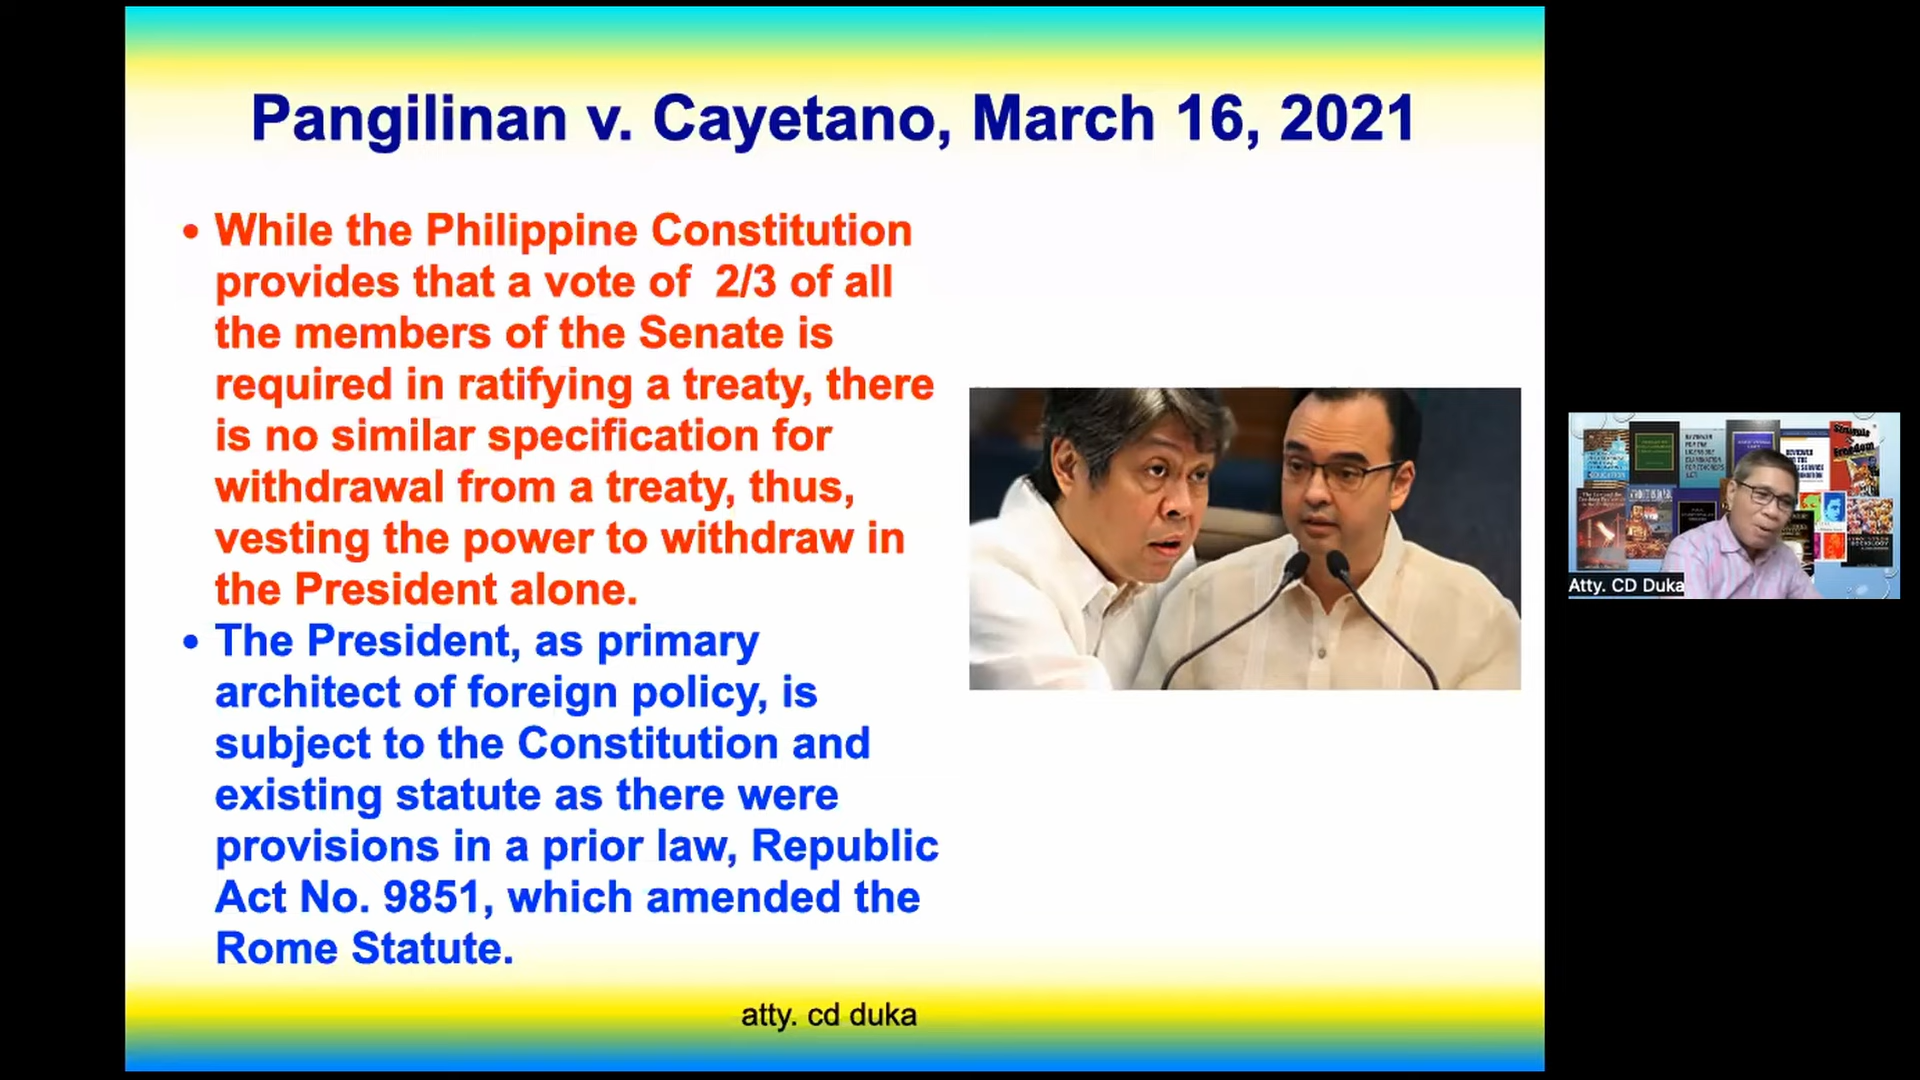 Pangilinan v. Cayetano, March 16, 2021
• While the Philippine Constitution
provides that a vote of 2/3 of all
the members of the Senate is
required in ratifying a treaty, there
is no similar specification for
withdrawal from a treaty, thus,
vesting the power to withdraw in
the President alone.
• The President, as primary
architect of foreign policy, is
subject to the Constitution and
existing statute as there were
provisions in a prior law, Republic
Act No. 9851, which amended the
Rome Statute.
atty. cd duka
Atty. CD Duka